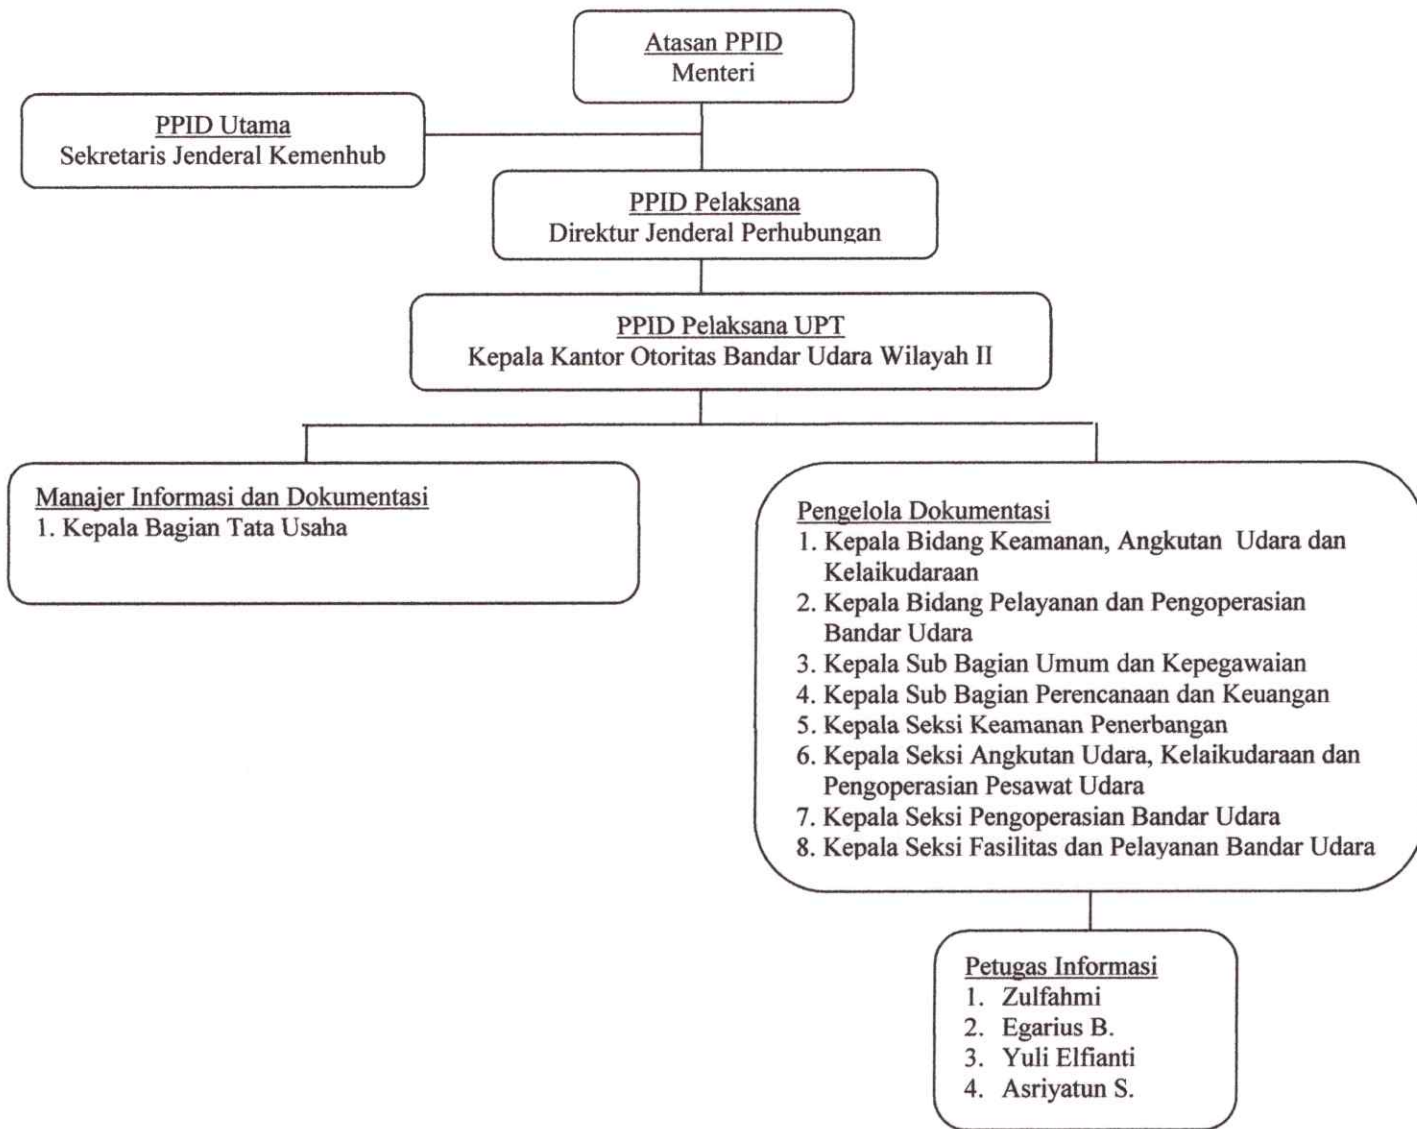 Atasan PPID
Menteri
PPID Utama
Sekretaris Jenderal Kemenhub
PPID Pelaksana
Direktur Jenderal Perhubungan
PPID Pelaksana UPT
Kepala Kantor Otoritas Bandar Udara Wilayah II
Manajer Informasi dan Dokumentasi
1. Kepala Bagian Tata Usaha
Pengelola Dokumentasi
1. Kepala Bidang Keamanan, Angkutan Udara dan
Kelaikudaraan
2. Kepala Bidang Pelayanan dan Pengoperasian
Bandar Udara
3. Kepala Sub Bagian Umum dan Kepegawaian
4. Kepala Sub Bagian Perencanaan dan Keuangan
5. Kepala Seksi Keamanan Penerbangan
6. Kepala Seksi Angkutan Udara, Kelaikudaraan dan
Pengoperasian Pesawat Udara
7. Kepala Seksi Pengoperasian Bandar Udara
8. Kepala Seksi Fasilitas dan Pelayanan Bandar Udara
Petugas Informasi
1. Zulfahmi
2. Egarius B.
3. Yuli Elfianti
4. Asriyatun S.